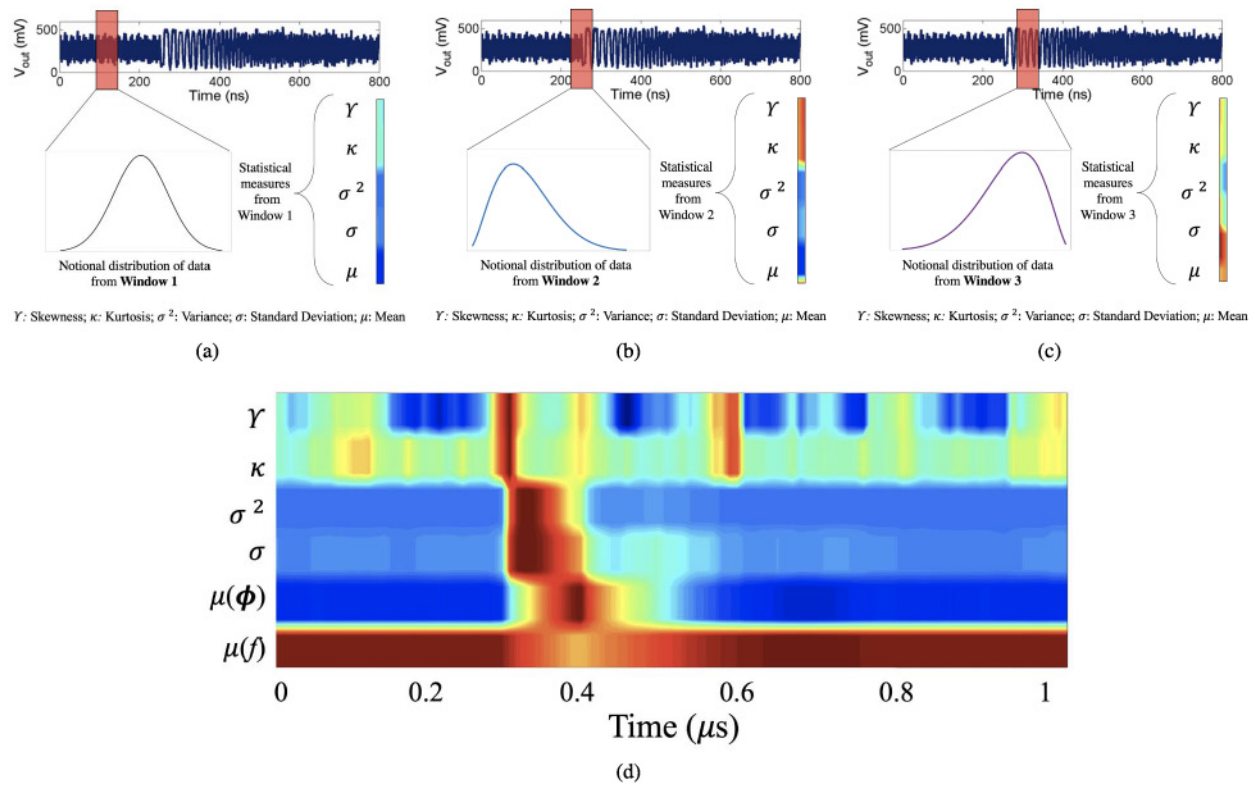 V_out (mV)
500
0
0 200 400 600 800
Time (ns)
Statistical
measures
from
Window 1
ϒ
κ
σ²
σ
μ
Notional distribution of data
from Window 1
ϒ: Skewness; κ: Kurtosis; σ²: Variance; σ: Standard Deviation; μ: Mean
(a)
V_out (mV)
500
0
0 200 400 600 800
Time (ns)
Statistical
measures
from
Window 2
ϒ
κ
σ²
σ
μ
Notional distribution of data
from Window 2
ϒ: Skewness; κ: Kurtosis; σ²: Variance; σ: Standard Deviation; μ: Mean
(b)
V_out (mV)
500
0
0 200 400 600 800
Time (ns)
Statistical
measures
from
Window 3
ϒ
κ
σ²
σ
μ
Notional distribution of data
from Window 3
ϒ: Skewness; κ: Kurtosis; σ²: Variance; σ: Standard Deviation; μ: Mean
(c)
ϒ
κ
σ²
σ
μ(ϕ)
μ(f)
0 0.2 0.4 0.6 0.8 1
Time (μs)
(d)